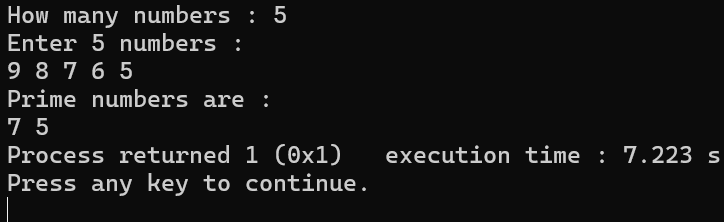 How many numbers : 5
Enter 5 numbers :
9 8 7 6 5
Prime numbers are :
7 5
Process returned 1 (0x1)   execution time : 7.223 s
Press any key to continue.